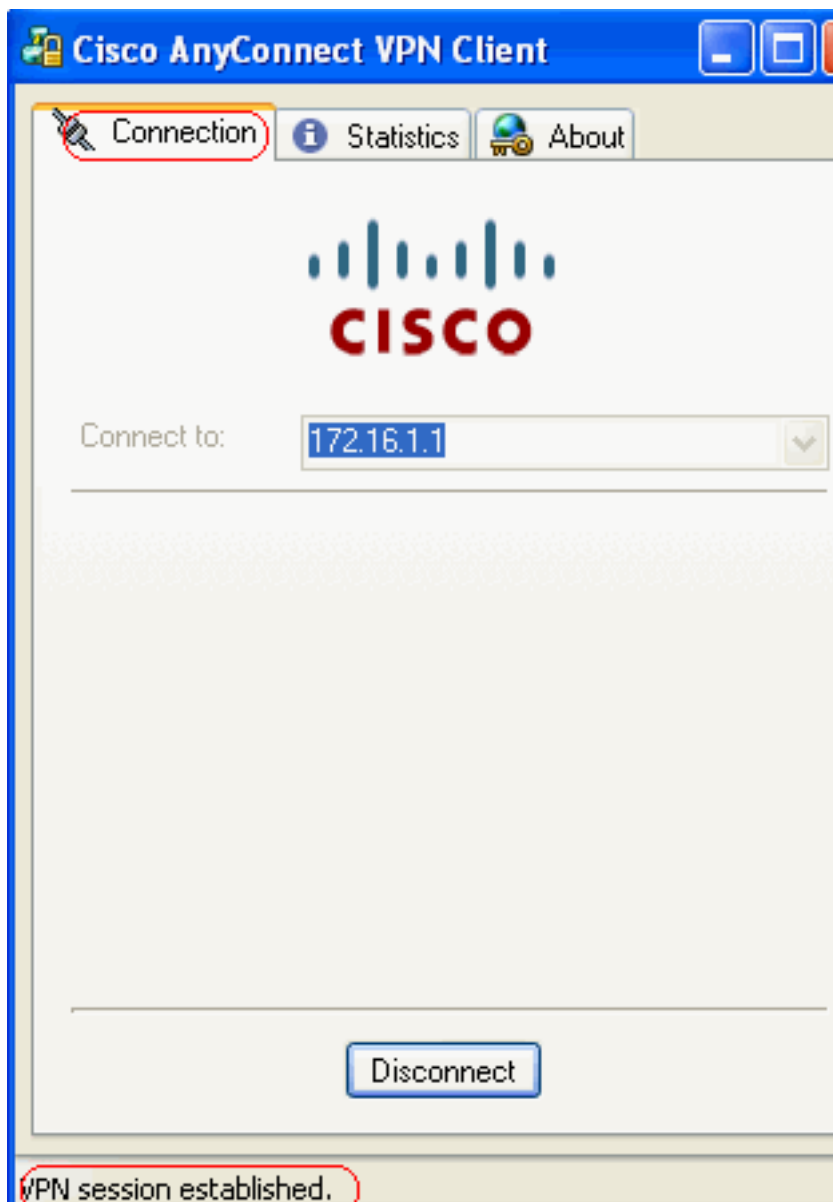 Cisco AnyConnect VPN Client
Connection Statistics About
CISCO
Connect to: 172.16.1.1
Disconnect
VPN session established.